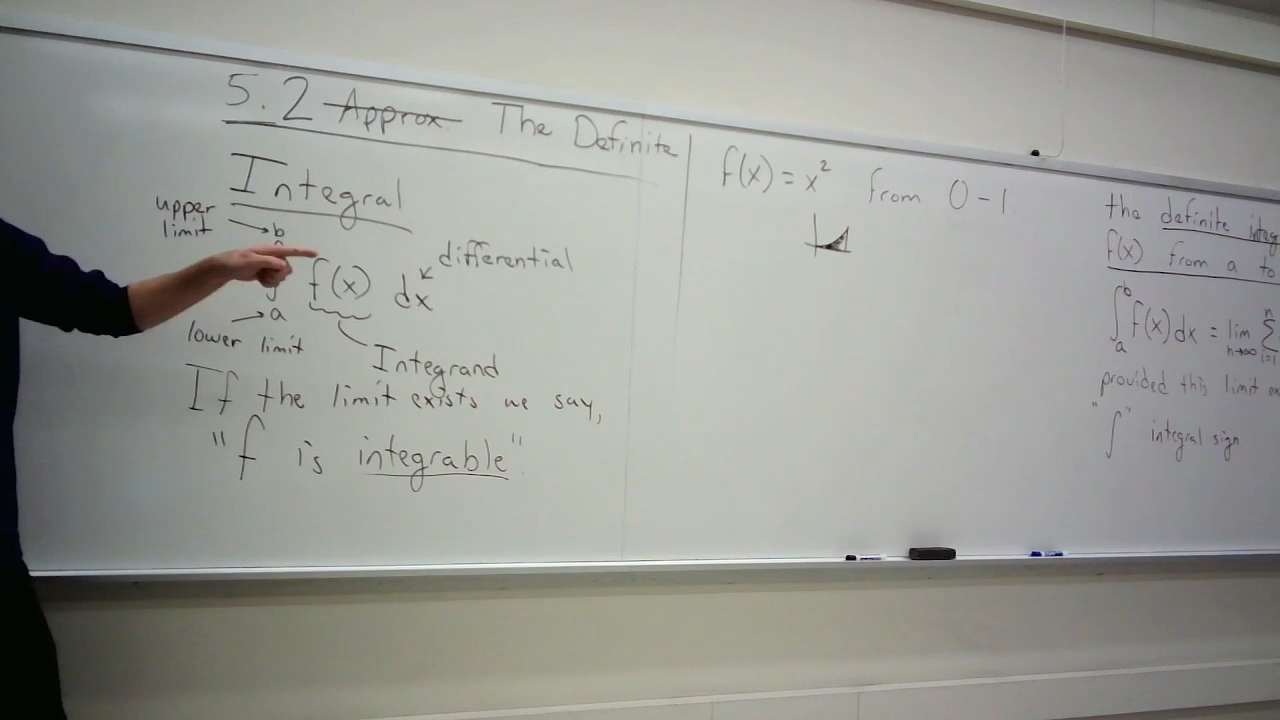 5.2 Approx The Definite
Integral
upper
limit
b
f(x) dx
differential
a
lower limit
Integrand
If the limit exists we say,
"f is integrable"
f(x) = x² from 0 - 1
the definite integ
f(x) from a to
∫ₐᵇ f(x) dx = lim n→∞ Σ i=1 n
provided this limit ex
"∫" integral sign